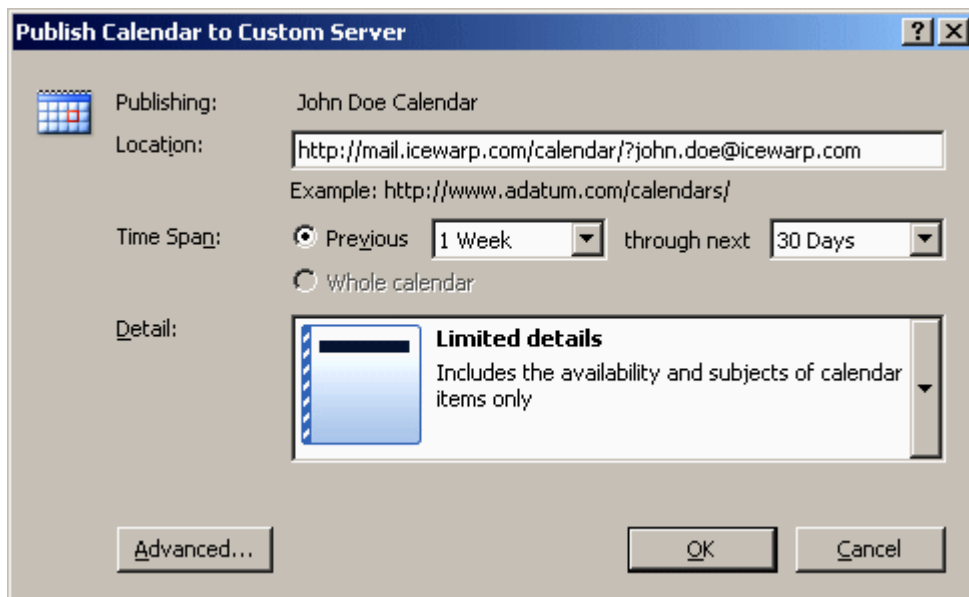 Publish Calendar to Custom Server
Publishing: John Doe Calendar
Location: http://mail.icewarp.com/calendar/?john.doe@icewarp.com
Example: http://www.adatum.com/calendars/
Time Span: Previous 1 Week through next 30 Days
Whole calendar
Detail: Limited details
Includes the availability and subjects of calendar
items only
Advanced... OK Cancel